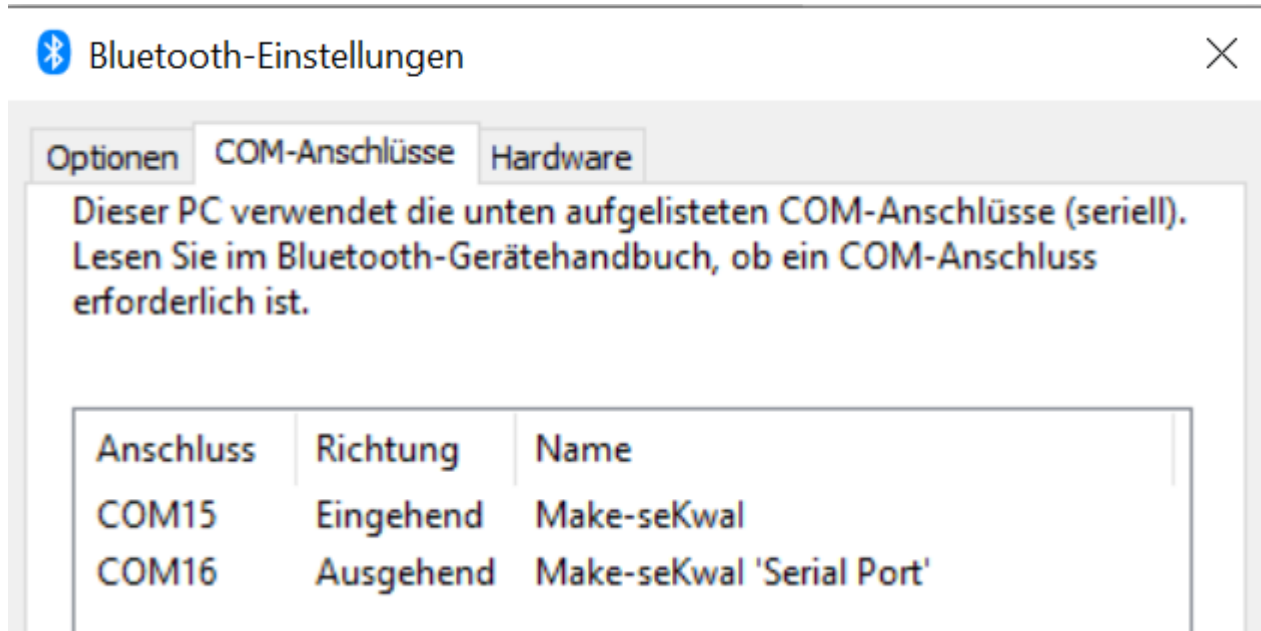 Bluetooth-Einstellungen
Optionen COM-Anschlüsse Hardware
Dieser PC verwendet die unten aufgelisteten COM-Anschlüsse (seriell).
Lesen Sie im Bluetooth-Gerätehandbuch, ob ein COM-Anschluss
erforderlich ist.
Anschluss Richtung Name
COM15 Eingehend Make-seKwal
COM16 Ausgehend Make-seKwal 'Serial Port'